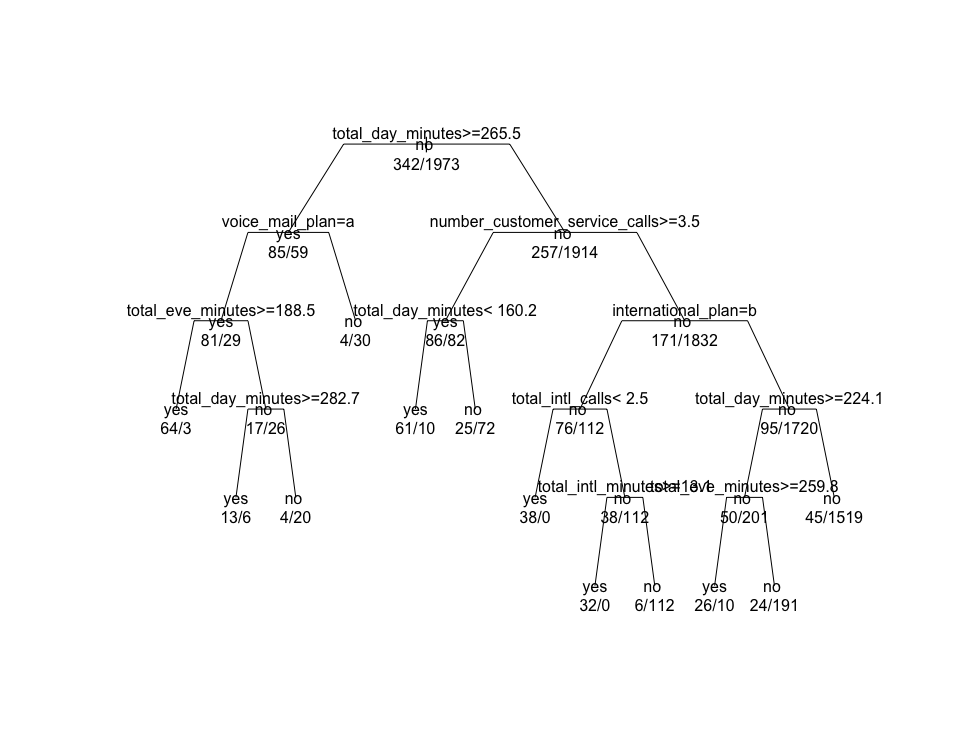 total_day_minutes>=265.5
no
342/1973
voice_mail_plan=a
number_customer_service_calls>=3.5
yes
no
85/59
257/1914
total_eve_minutes>=188.5
total_day_minutes< 160.2
international_plan=b
yes
no
yes
no
81/29
4/30
86/82
171/1832
total_day_minutes>=282.7
total_intl_calls< 2.5
total_day_minutes>=224.1
yes
no
yes
no
no
no
64/3
17/26
61/10
25/72
76/112
95/1720
total_intl_minutes>=13.1
total_eve_minutes>=259.8
yes
no
yes
no
no
no
13/6
4/20
38/0
38/112
50/201
45/1519
yes
no
yes
no
32/0
6/112
26/10
24/191